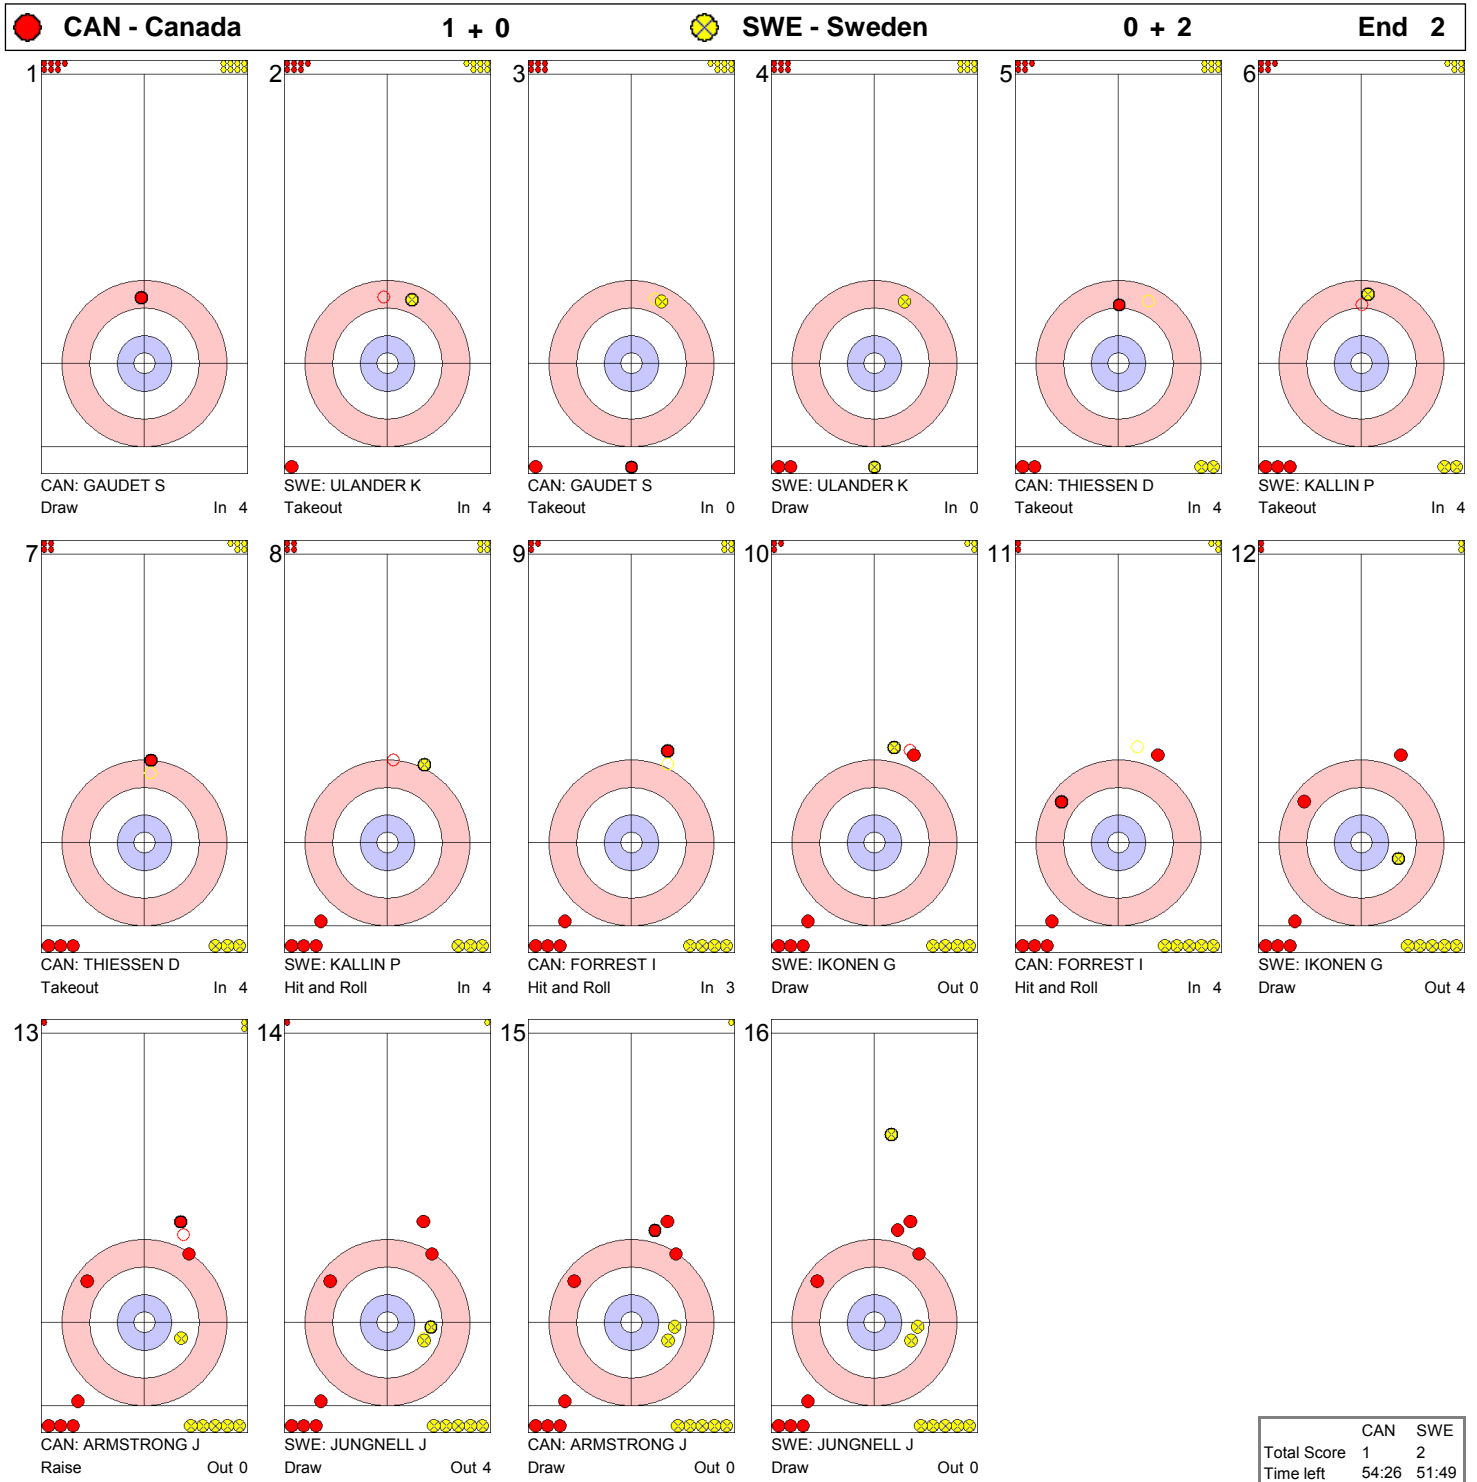 CAN - Canada 1 + 0 SWE - Sweden 0 + 2 End 2
1 2 3 4 5 6
CAN: GAUDET S SWE: ULANDER K CAN: GAUDET S SWE: ULANDER K CAN: THIESSEN D SWE: KALLIN P
Draw In 4 Takeout In 4 Takeout In 0 Draw In 0 Takeout In 4 Takeout In 4
7 8 9 10 11 12
CAN: THIESSEN D SWE: KALLIN P CAN: FORREST I SWE: IKONEN G CAN: FORREST I SWE: IKONEN G
Takeout In 4 Hit and Roll In 4 Hit and Roll In 3 Draw Out 0 Hit and Roll In 4 Draw Out 4
13 14 15 16
CAN: ARMSTRONG J SWE: JUNGNELL J CAN: ARMSTRONG J SWE: JUNGNELL J
Raise Out 0 Draw Out 4 Draw Out 0 Draw Out 0
CAN SWE
Total Score 1 2
Time left 54:26 51:49